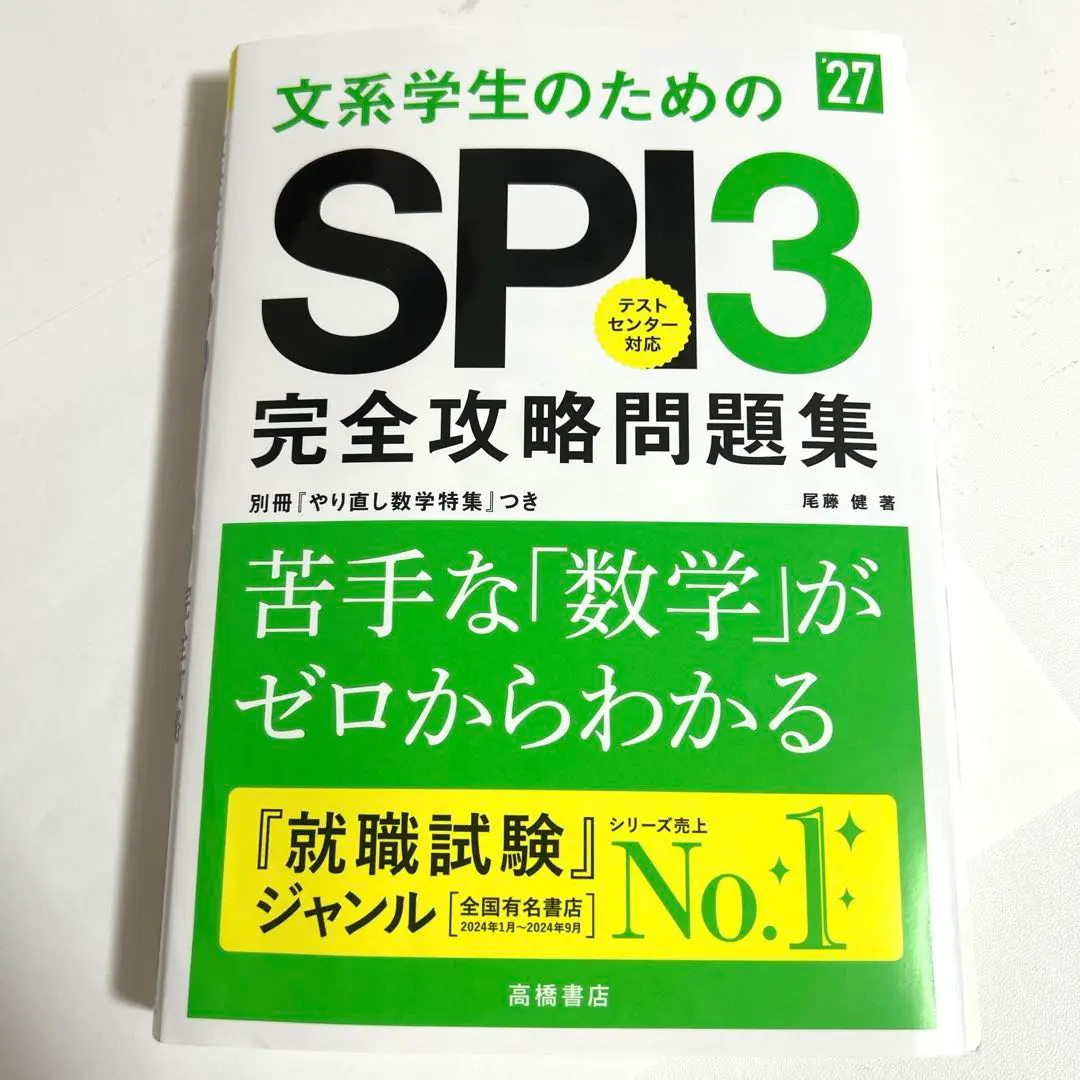 文系学生のための
'27
SPI3
テスト
センター
対応
完全攻略問題集
別冊『やり直し数学特集』つき
尾藤 健 著
苦手な「数学」が
ゼロからわかる
『就職試験』
ジャンル
[全国有名書店
2024年1月〜2024年9月]
シリーズ売上
No.1
高橋書店